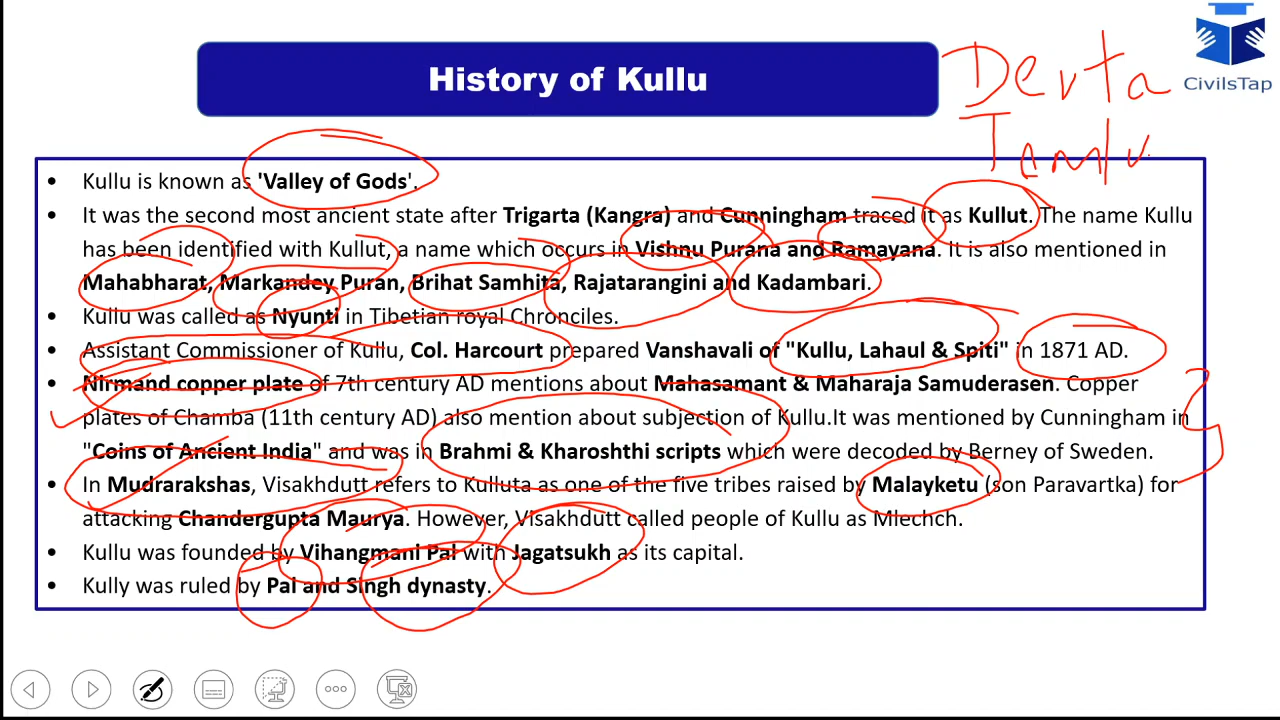 History of Kullu
Devta
Jamlu
CivilsTap
• Kullu is known as 'Valley of Gods'.
• It was the second most ancient state after Trigarta (Kangra) and Cunningham traced it as Kullut. The name Kullu
has been identified with Kullut, a name which occurs in Vishnu Purana and Ramayana. It is also mentioned in
Mahabharat, Markandey Puran, Brihat Samhita, Rajatarangini and Kadambari.
• Kullu was called as Nyunti in Tibetian royal Chronciles.
• Assistant Commissioner of Kullu, Col. Harcourt prepared Vanshavali of "Kullu, Lahaul & Spiti" in 1871 AD.
• Nirmand copper plate of 7th century AD mentions about Mahasamant & Maharaja Samuderasen. Copper
plates of Chamba (11th century AD) also mention about subjection of Kullu.It was mentioned by Cunningham in
"Coins of Ancient India" and was in Brahmi & Kharoshthi scripts which were decoded by Berney of Sweden.
• In Mudrarakshas, Visakhdutt refers to Kulluta as one of the five tribes raised by Malayketu (son Paravartka) for
attacking Chandergupta Maurya. However, Visakhdutt called people of Kullu as Mlechch.
• Kullu was founded by Vihangmani Pal with Jagatsukh as its capital.
• Kully was ruled by Pal and Singh dynasty.